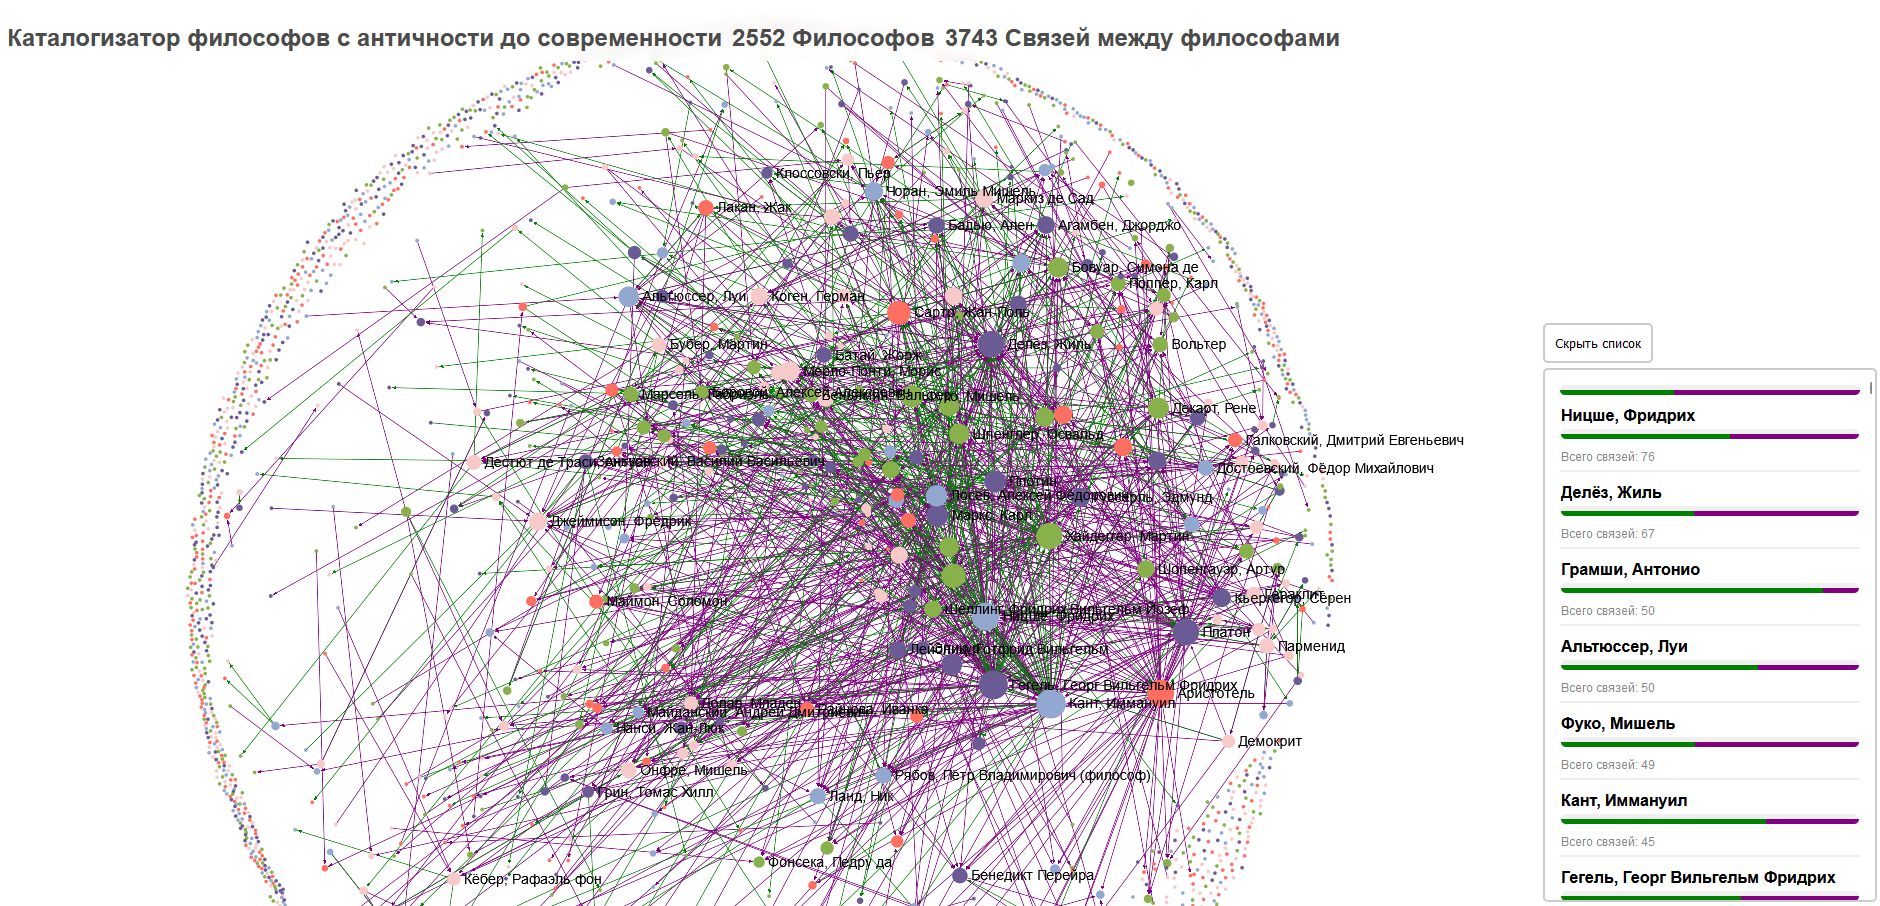 Каталогизатор философов с античности до современности 2552 Философов 3743 Связей между философами
Клоссовски, Пьер
Чоран, Эмиль Мишель
Маркиз де Сад
Лакан, Жак
Бадью, Ален
Агамбен, Джорджо
Бовуар, Симона де
Поппер, Карл
Альтюссер, Луи
Коген, Герман
Сартр, Жан-Поль
Делёз, Жиль
Вольтер
Бубер, Мартин
Батай, Жорж
Мерло-Понти, Морис
Марсель, Габриэль
Боровой, Алексей Алексеевич
Беньямин, Вальтер
Фуко, Мишель
Декарт, Рене
Шпенглер, Освальд
Галковский, Дмитрий Евгеньевич
Дестют де Траси, Антуан
Василий Васильевич
Достоевский, Фёдор Михайлович
Плотин
Лосев, Алексей Фёдорович
Гуссерль, Эдмунд
Маркс, Карл
Джеймисон, Фредрик
Хайдеггер, Мартин
Шопенгауэр, Артур
Гераклит
Кьеркегор, Серен
Маймон, Соломон
Шеллинг, Фридрих Вильгельм Йозеф
Ницше, Фридрих
Платон
Парменид
Лейбниц, Готфрид Вильгельм
Гегель, Георг Вильгельм Фридрих
Аристотель
Кант, Иммануил
Долар, Младен
Майданский, Андрей Дмитриевич
Нанси, Жан-Люк
Демокрит
Онфре, Мишель
Рябов, Пётр Владимирович (философ)
Грин, Томас Хилл
Ланд, Ник
Фонсека, Педру да
Кёбер, Рафаэль фон
Бенедикт Перейра
Скрыть список
Ницше, Фридрих
Всего связей: 76
Делёз, Жиль
Всего связей: 67
Грамши, Антонио
Всего связей: 50
Альтюссер, Луи
Всего связей: 50
Фуко, Мишель
Всего связей: 49
Кант, Иммануил
Всего связей: 45
Гегель, Георг Вильгельм Фридрих